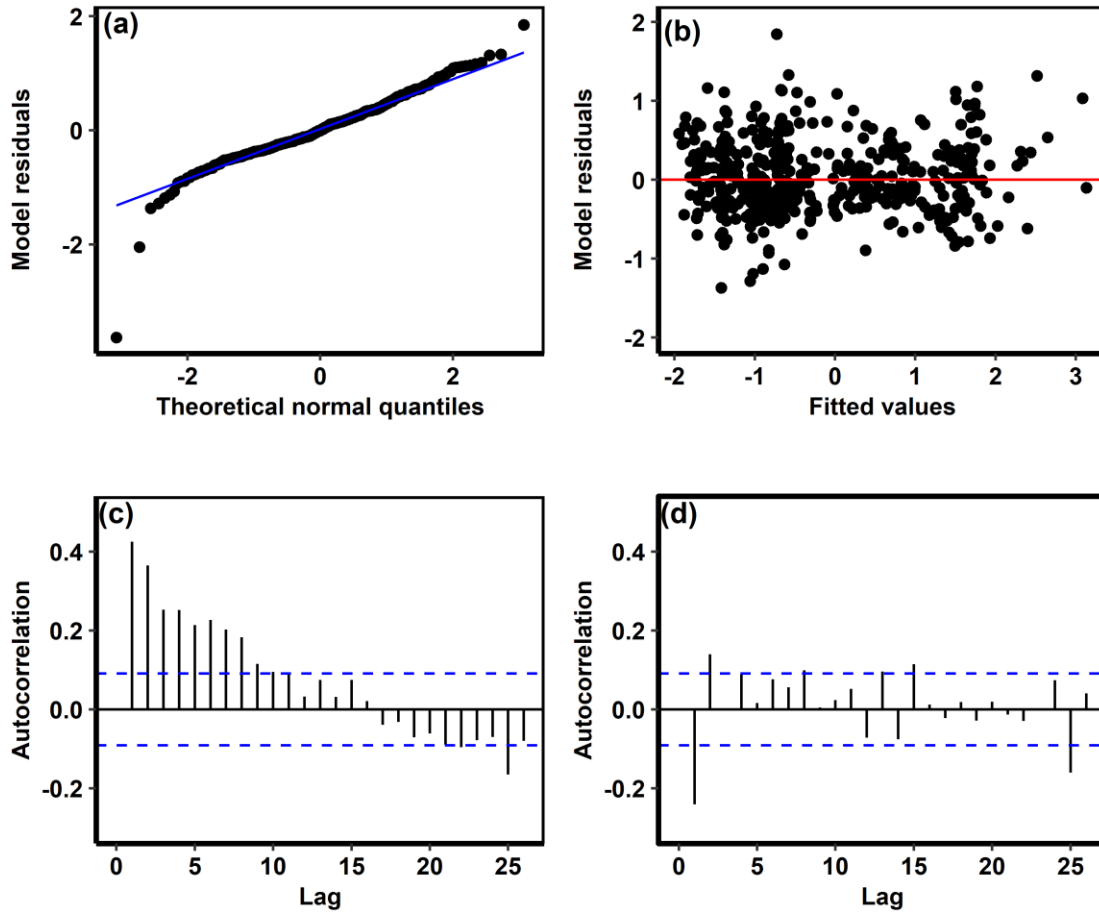 (a)
Model residuals
2
0
-2
-2 0 2
Theoretical normal quantiles
(b)
Model residuals
2
1
0
-1
-2
-2 -1 0 1 2 3
Fitted values
(c)
Autocorrelation
0.4
0.2
0.0
-0.2
0 5 10 15 20 25
Lag
(d)
Autocorrelation
0.4
0.2
0.0
-0.2
0 5 10 15 20 25
Lag